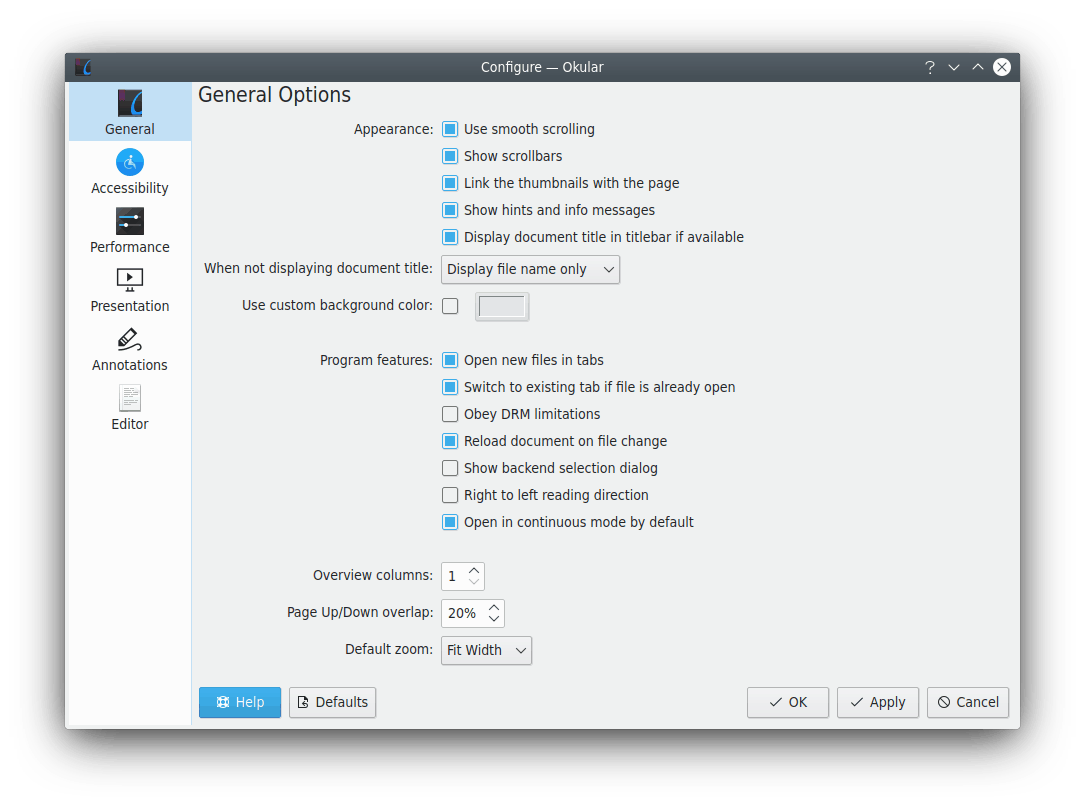 Configure — Okular
?
General
Accessibility
Performance
Presentation
Annotations
Editor
General Options
Appearance: Use smooth scrolling
Show scrollbars
Link the thumbnails with the page
Show hints and info messages
Display document title in titlebar if available
When not displaying document title: Display file name only
Use custom background color:
Program features: Open new files in tabs
Switch to existing tab if file is already open
Obey DRM limitations
Reload document on file change
Show backend selection dialog
Right to left reading direction
Open in continuous mode by default
Overview columns: 1
Page Up/Down overlap: 20%
Default zoom: Fit Width
Help Defaults OK Apply Cancel